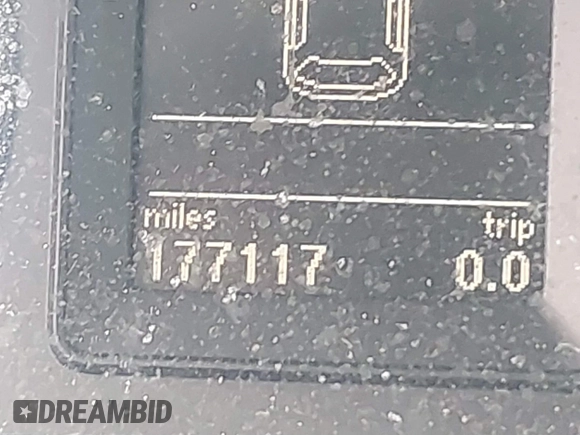 miles trip
177117 0.0
DREAMBID